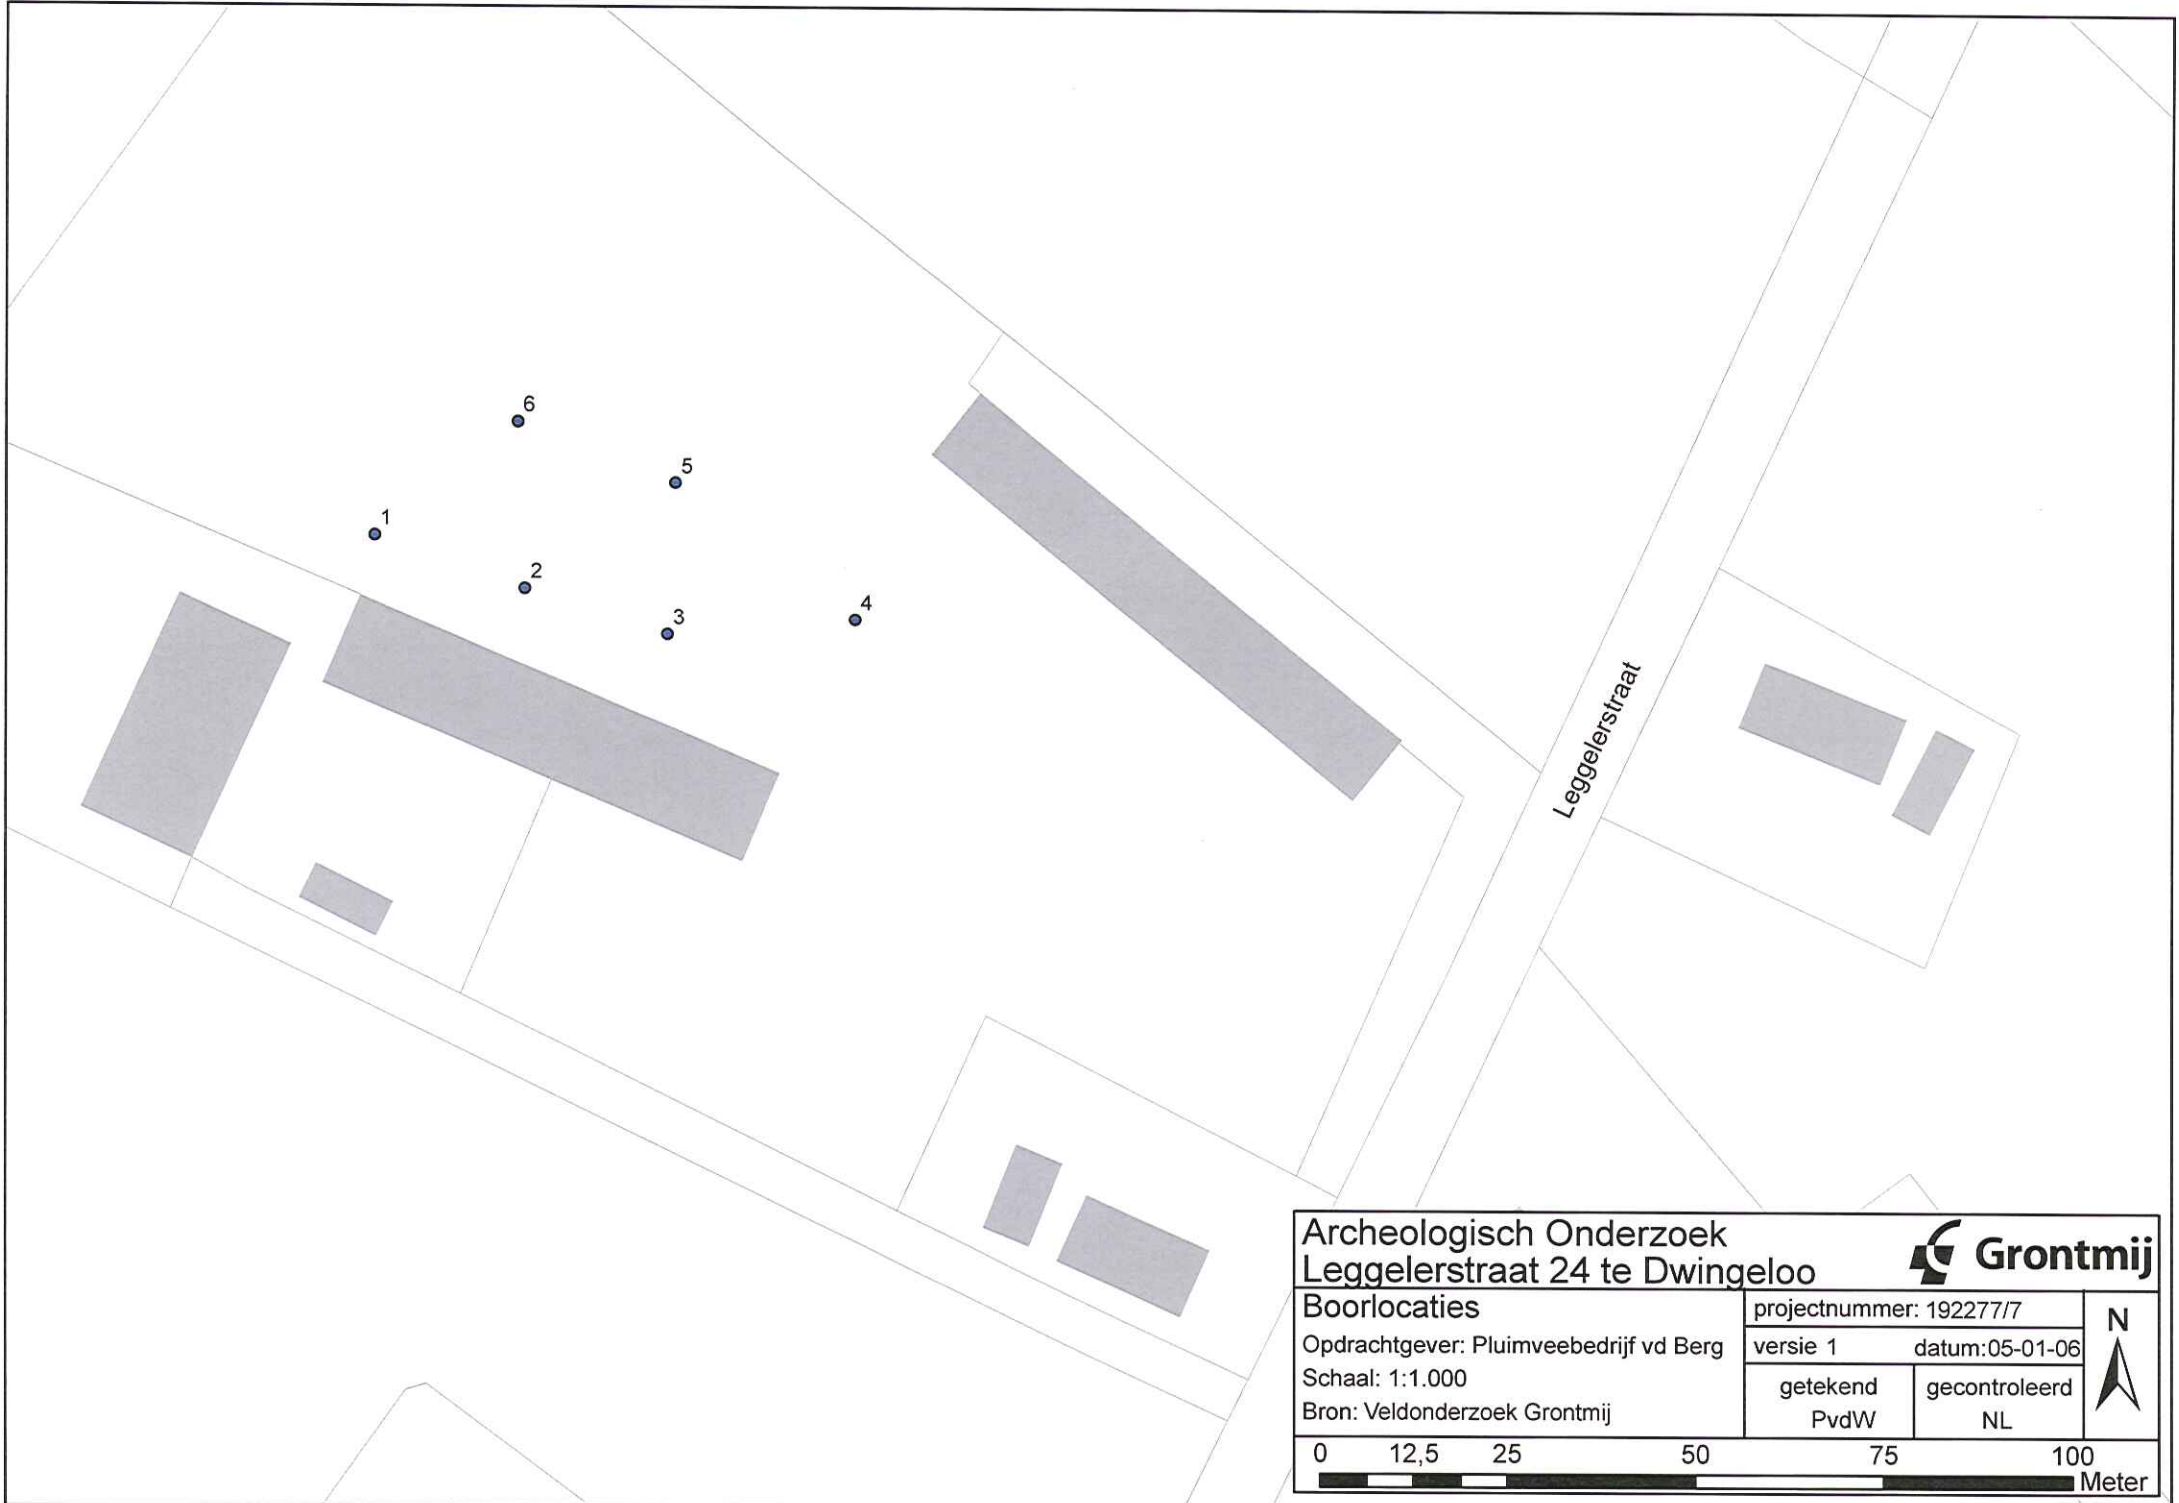 6
5
1
2
3
4
Leggelerstraat
Archeologisch Onderzoek
Leggelerstraat 24 te Dwingeloo
Grontmij
Boorlocaties
Opdrachtgever: Pluimveebedrijf vd Berg
Schaal: 1:1.000
Bron: Veldonderzoek Grontmij
projectnummer: 192277/7
versie 1 datum:05-01-06
getekend
PvdW
gecontroleerd
NL
N
0 12,5 25 50 75 100
Meter